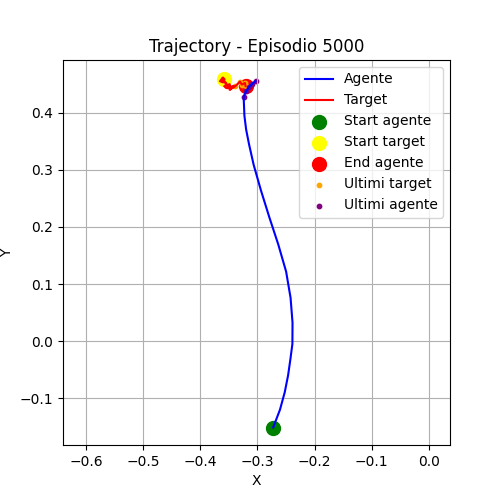 Trajectory - Episodio 5000
Agente
Target
Start agente
Start target
End agente
Ultimi target
Ultimi agente
Y
0.4
0.3
0.2
0.1
0.0
−0.1
−0.6 −0.5 −0.4 −0.3 −0.2 −0.1 0.0
X